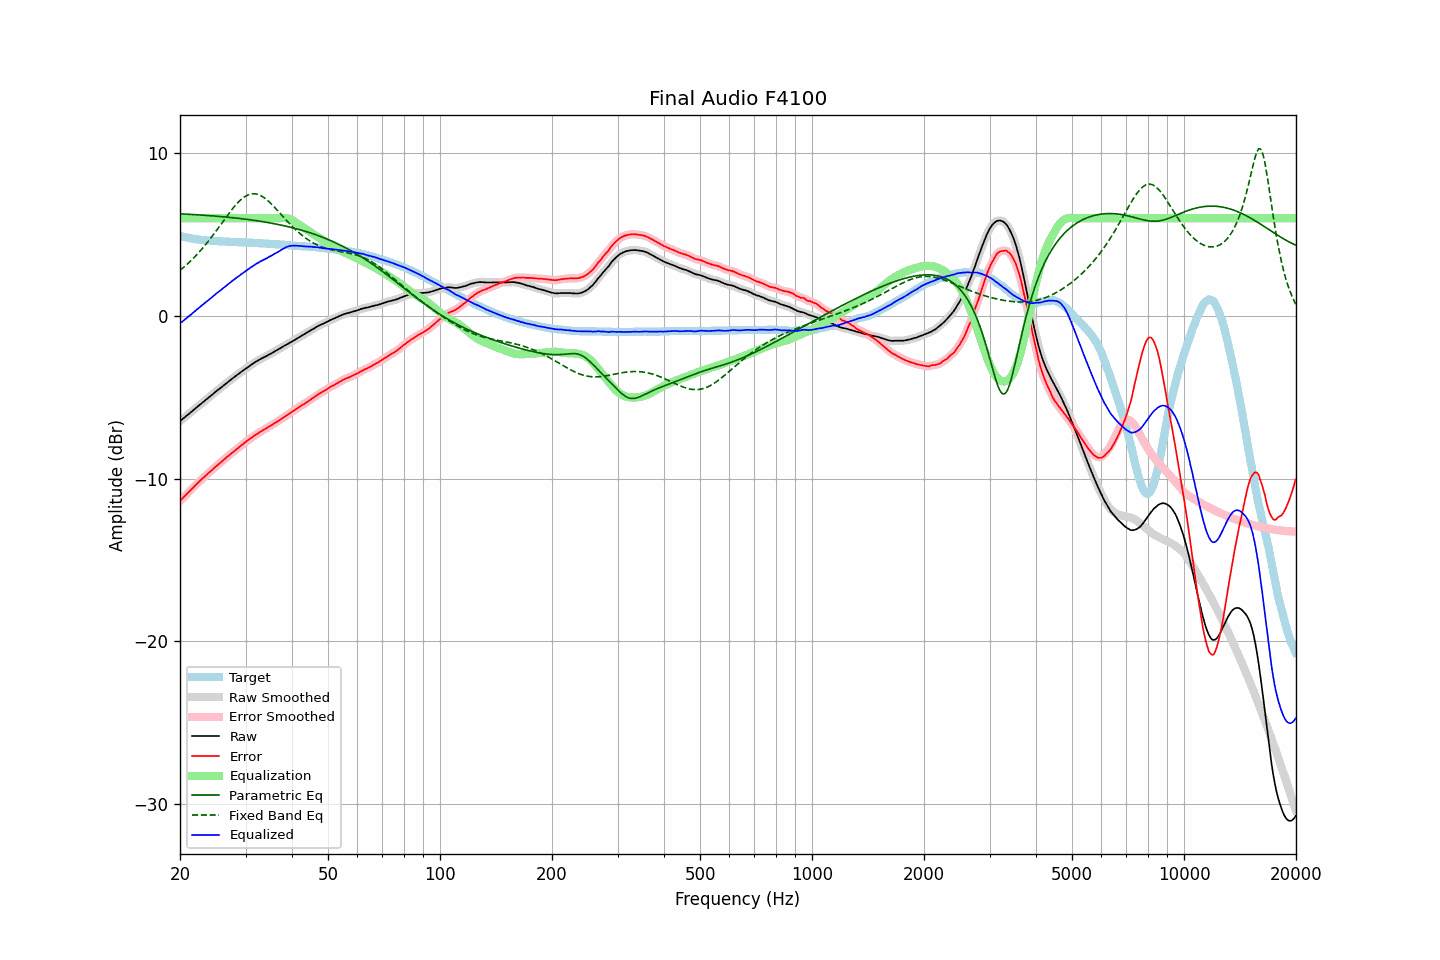 Final Audio F4100
Amplitude (dBr)
10
0
−10
−20
−30
Target
Raw Smoothed
Error Smoothed
Raw
Error
Equalization
Parametric Eq
Fixed Band Eq
Equalized
20 50 100 200 500 1000 2000 5000 10000 20000
Frequency (Hz)